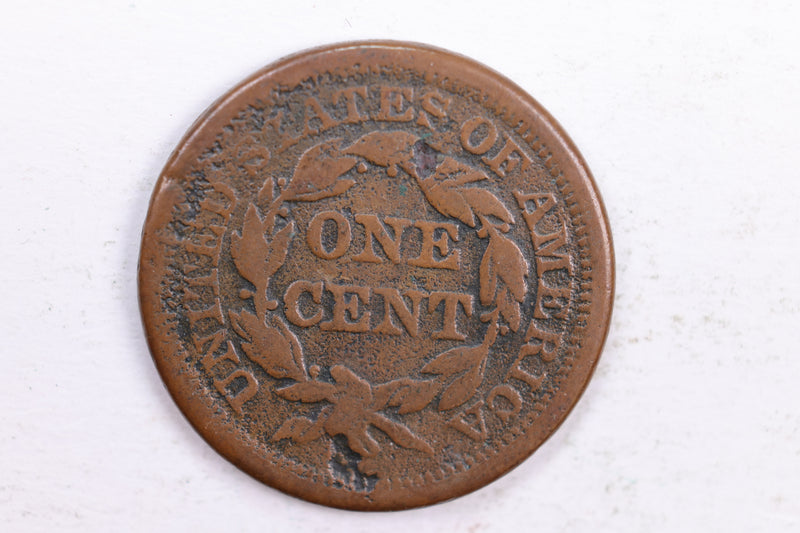 UNITED STATES OF AMERICA
ONE
CENT